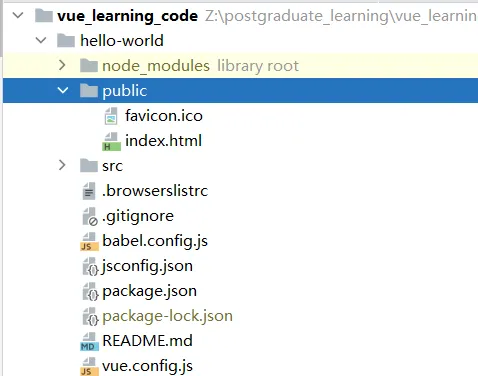 vue_learning_code Z:\postgraduate_learning\vue_learnin
hello-world
node_modules library root
public
favicon.ico
index.html
src
.browserslistrc
.gitignore
babel.config.js
jsconfig.json
package.json
package-lock.json
README.md
vue.config.js